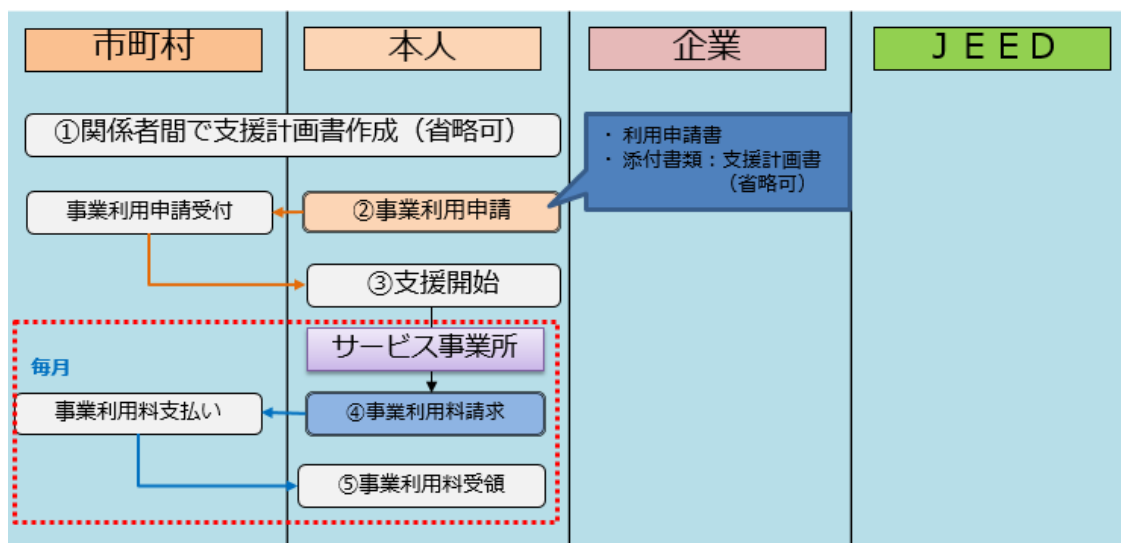 市町村
本人
企業
ＪＥＥＤ
①関係者間で支援計画書作成（省略可）
・利用申請書
・添付書類：支援計画書
（省略可）
事業利用申請受付
②事業利用申請
③支援開始
サービス事業所
毎月
事業利用料支払い
④事業利用料請求
⑤事業利用料受領